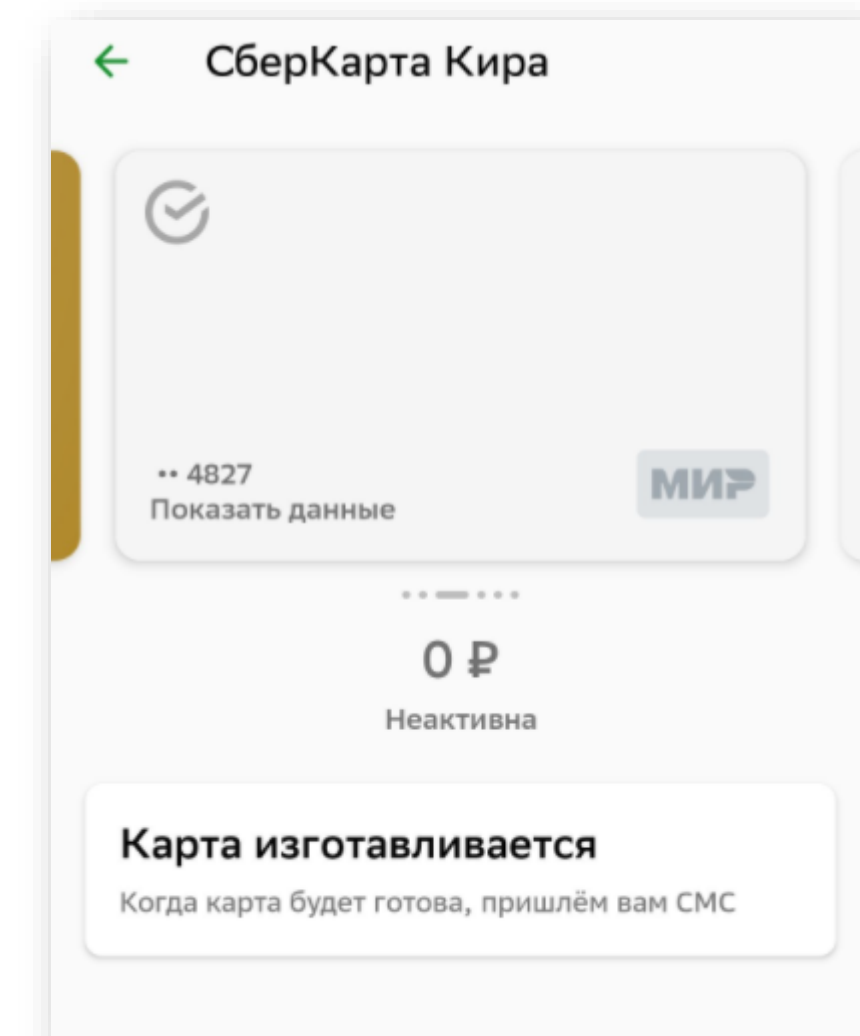 СберКарта Кира
•• 4827
Показать данные
МИР
0 ₽
Неактивна
Карта изготавливается
Когда карта будет готова, пришлём вам СМС